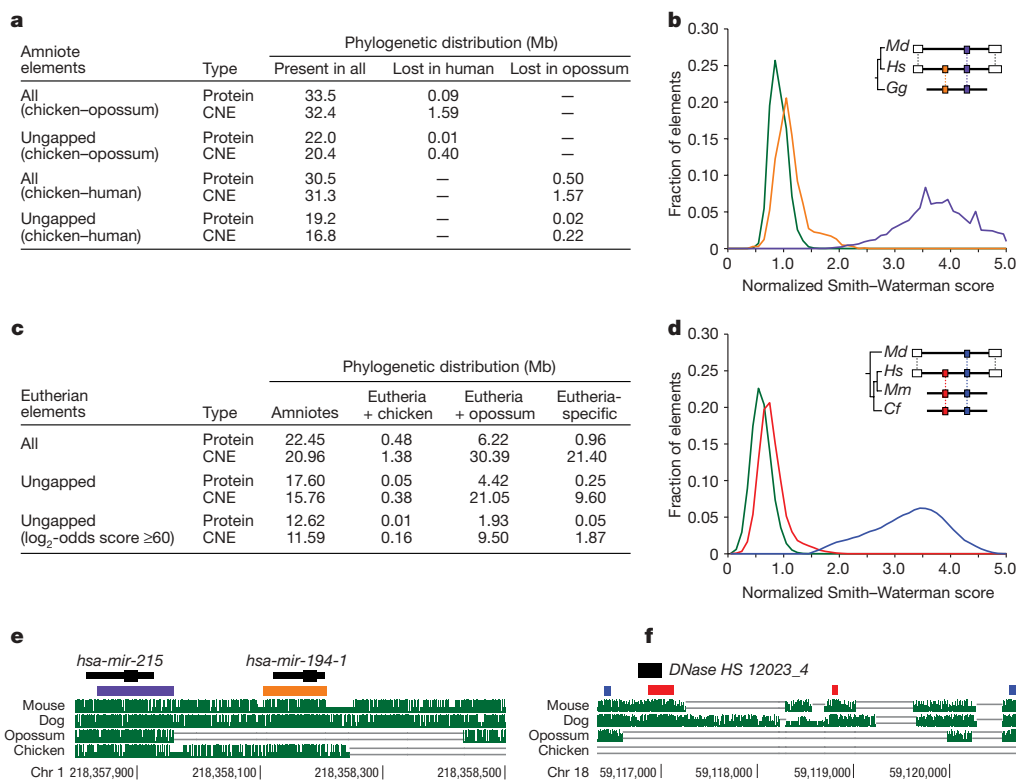 a
Phylogenetic distribution (Mb)
Amniote elements Type Present in all Lost in human Lost in opossum
All Protein 33.5 0.09 —
(chicken–opossum) CNE 32.4 1.59 —
Ungapped Protein 22.0 0.01 —
(chicken–opossum) CNE 20.4 0.40 —
All Protein 30.5 — 0.50
(chicken–human) CNE 31.3 — 1.57
Ungapped Protein 19.2 — 0.02
(chicken–human) CNE 16.8 — 0.22
b
0.30
0.25
0.20
0.15
0.10
0.05
0
Fraction of elements
0 1.0 2.0 3.0 4.0 5.0
Normalized Smith–Waterman score
Md
Hs
Gg
c
Phylogenetic distribution (Mb)
Eutherian elements Type Amniotes Eutheria + chicken Eutheria + opossum Eutheria-specific
All Protein 22.45 0.48 6.22 0.96
CNE 20.96 1.38 30.39 21.40
Ungapped Protein 17.60 0.05 4.42 0.25
CNE 15.76 0.38 21.05 9.60
Ungapped Protein 12.62 0.01 1.93 0.05
(log2-odds score ≥60) CNE 11.59 0.16 9.50 1.87
d
0.30
0.25
0.20
0.15
0.10
0.05
0
Fraction of elements
0 1.0 2.0 3.0 4.0 5.0
Normalized Smith–Waterman score
Md
Hs
Mm
Cf
e
hsa-mir-215 hsa-mir-194-1
Mouse
Dog
Opossum
Chicken
Chr 1 218,357,900 218,358,100 218,358,300 218,358,500
f
DNase HS 12023_4
Mouse
Dog
Opossum
Chicken
Chr 18 59,117,000 59,118,000 59,119,000 59,120,000